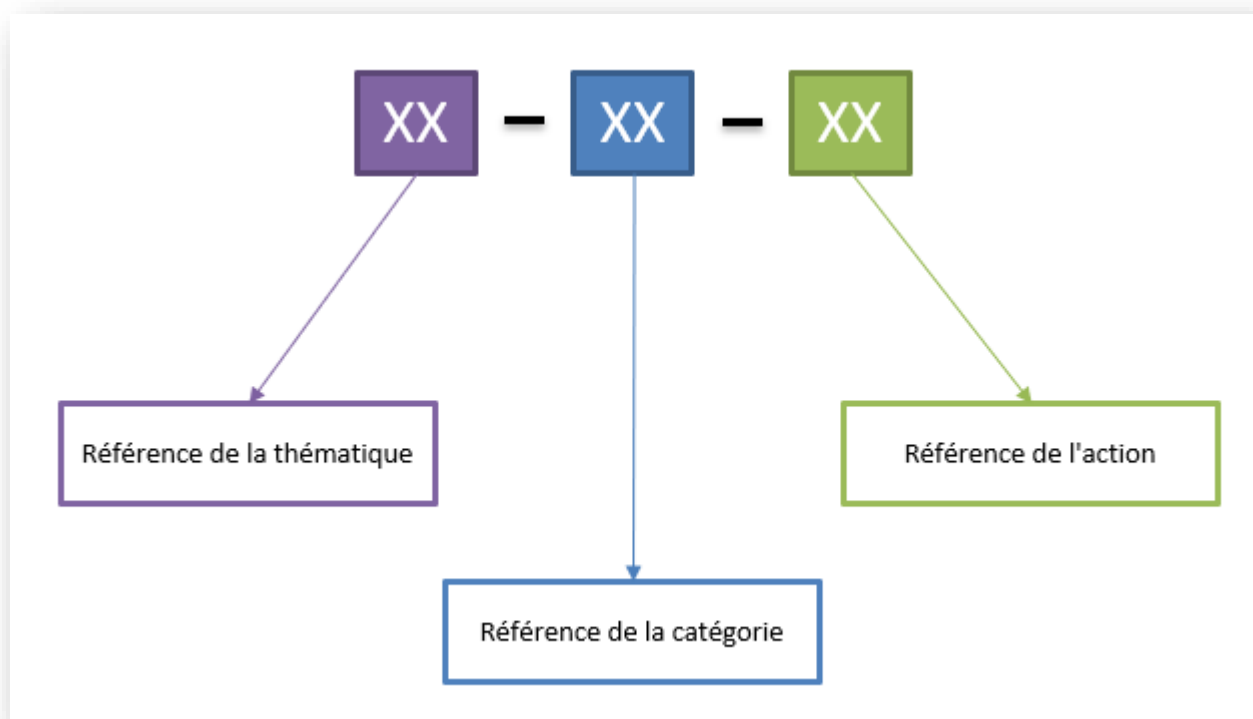 XX - XX - XX
Référence de la thématique
Référence de l'action
Référence de la catégorie